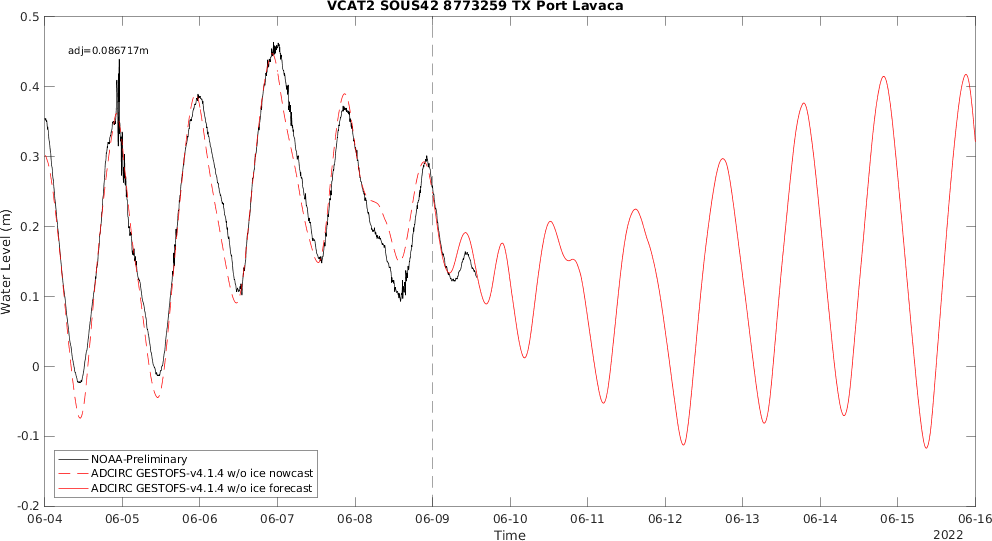 VCAT2 SOUS42 8773259 TX Port Lavaca
0.5
adj=0.086717m
0.4
0.3
0.2
0.1
0
-0.1
-0.2
Water Level (m)
NOAA-Preliminary
ADCIRC GESTOFS-v4.1.4 w/o ice nowcast
ADCIRC GESTOFS-v4.1.4 w/o ice forecast
06-04 06-05 06-06 06-07 06-08 06-09 06-10 06-11 06-12 06-13 06-14 06-15 06-16
Time
2022